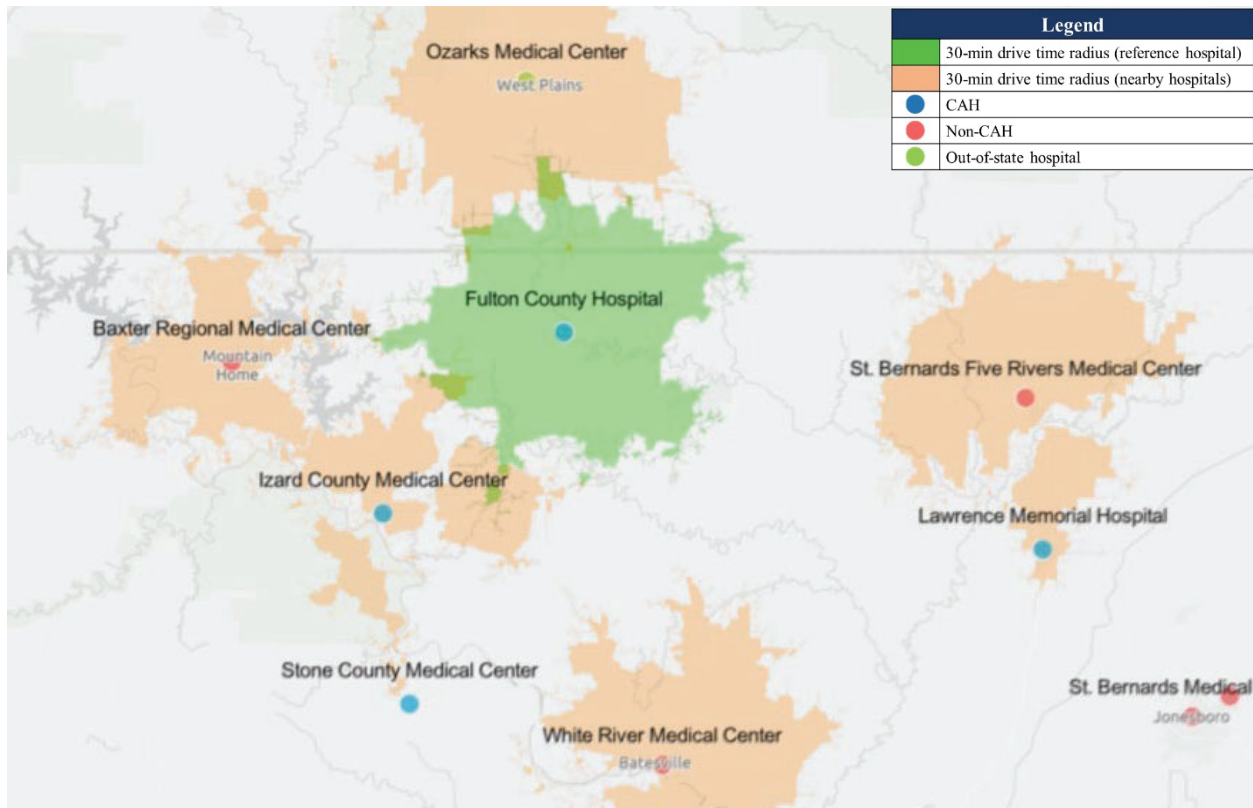 Legend
30-min drive time radius (reference hospital)
30-min drive time radius (nearby hospitals)
CAH
Non-CAH
Out-of-state hospital
Ozarks Medical Center
West Plains
Fulton County Hospital
Baxter Regional Medical Center
Mountain
Home
St. Bernards Five Rivers Medical Center
Izard County Medical Center
Lawrence Memorial Hospital
Stone County Medical Center
St. Bernards Medical
Jonesboro
White River Medical Center
Batesville